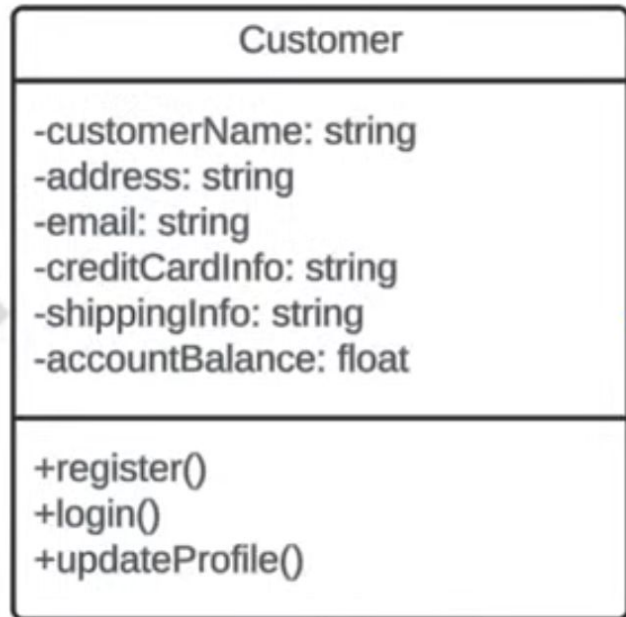 Customer
-customerName: string
-address: string
-email: string
-creditCardInfo: string
-shippingInfo: string
-accountBalance: float
+register()
+login()
+updateProfile()